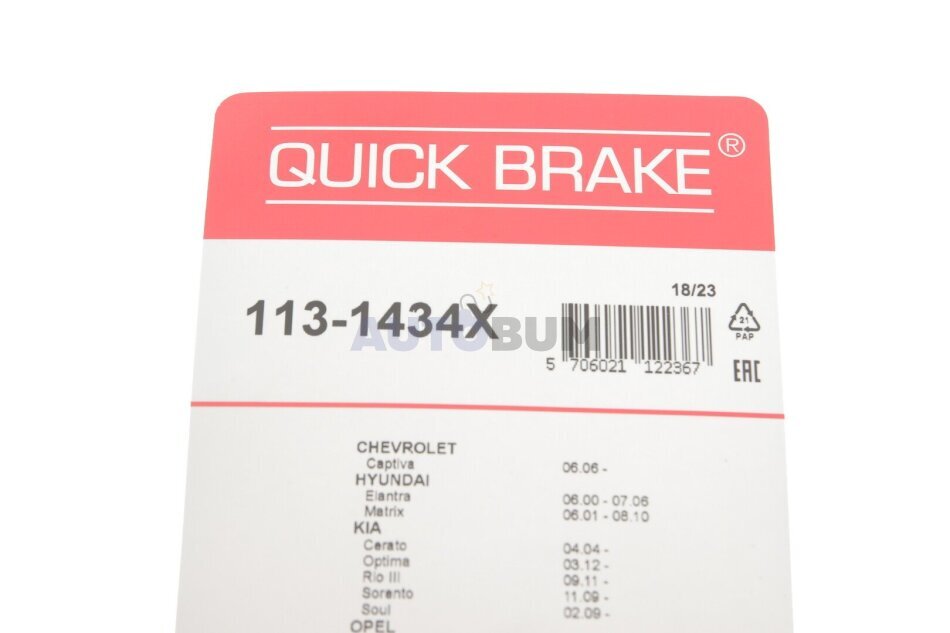 QUICK BRAKE®
18/23
113-1434X
AUTOBUM
21
PAP
5 706021 122367
EAC
CHEVROLET
Captiva 06.06 -
HYUNDAI
Elantra 06.00 - 07.06
Matrix 06.01 - 08.10
KIA
Cerato 04.04 -
Optima 03.12 -
Rio III 09.11 -
Sorento 11.09 -
Soul 02.09 -
OPEL